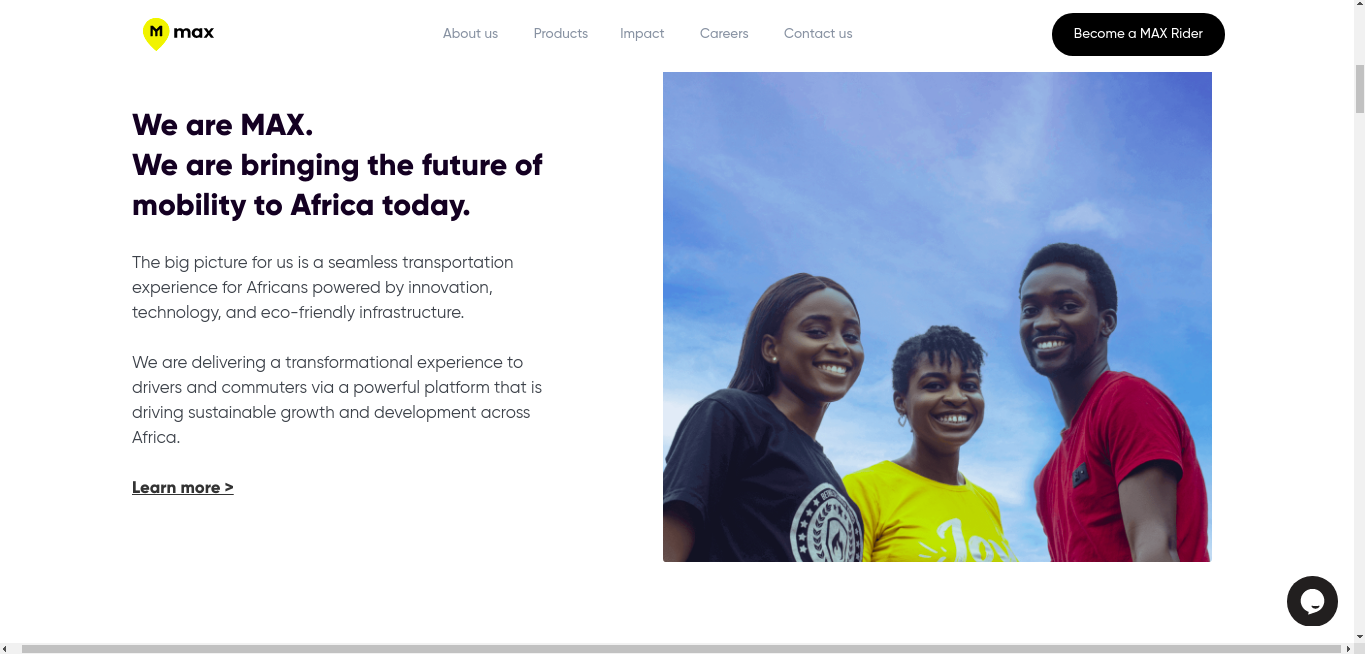 M max
About us
Products
Impact
Careers
Contact us
Become a MAX Rider
We are MAX.
We are bringing the future of
mobility to Africa today.
The big picture for us is a seamless transportation
experience for Africans powered by innovation,
technology, and eco-friendly infrastructure.
We are delivering a transformational experience to
drivers and commuters via a powerful platform that is
driving sustainable growth and development across
Africa.
Learn more >